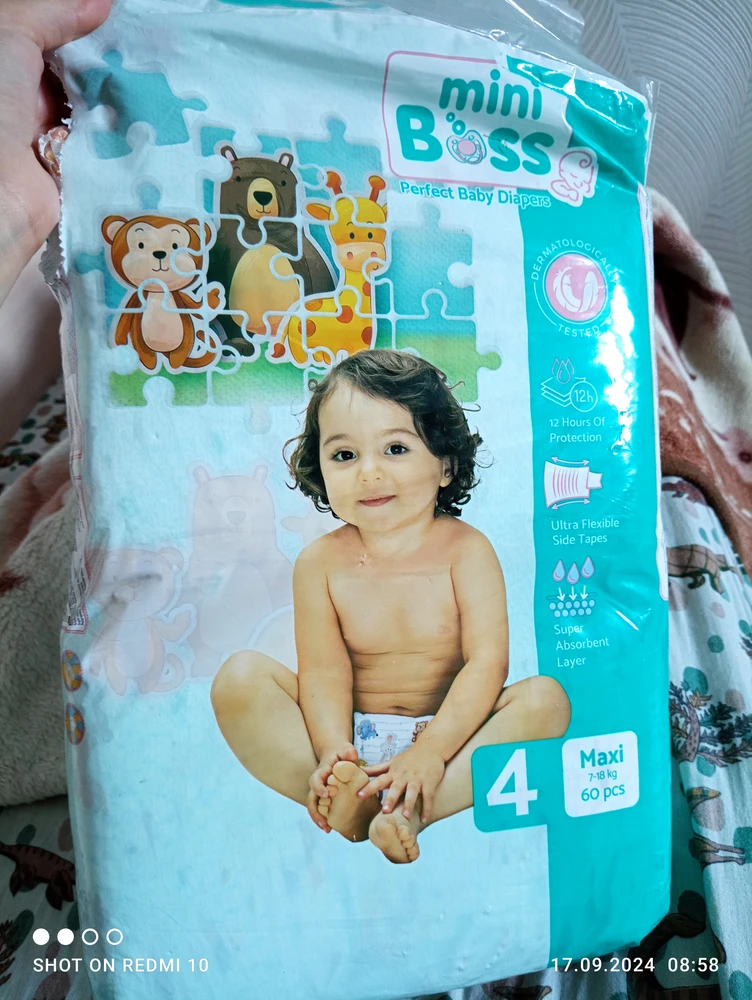 mini
Boss
Perfect Baby Diapers
DERMATOLOGICALLY
TESTED
12h
12 Hours Of
Protection
Ultra Flexible
Side Tapes
Super
Absorbent
Layer
4
Maxi
7-18 kg
60 pcs
SHOT ON REDMI 10
17.09.2024 08:58